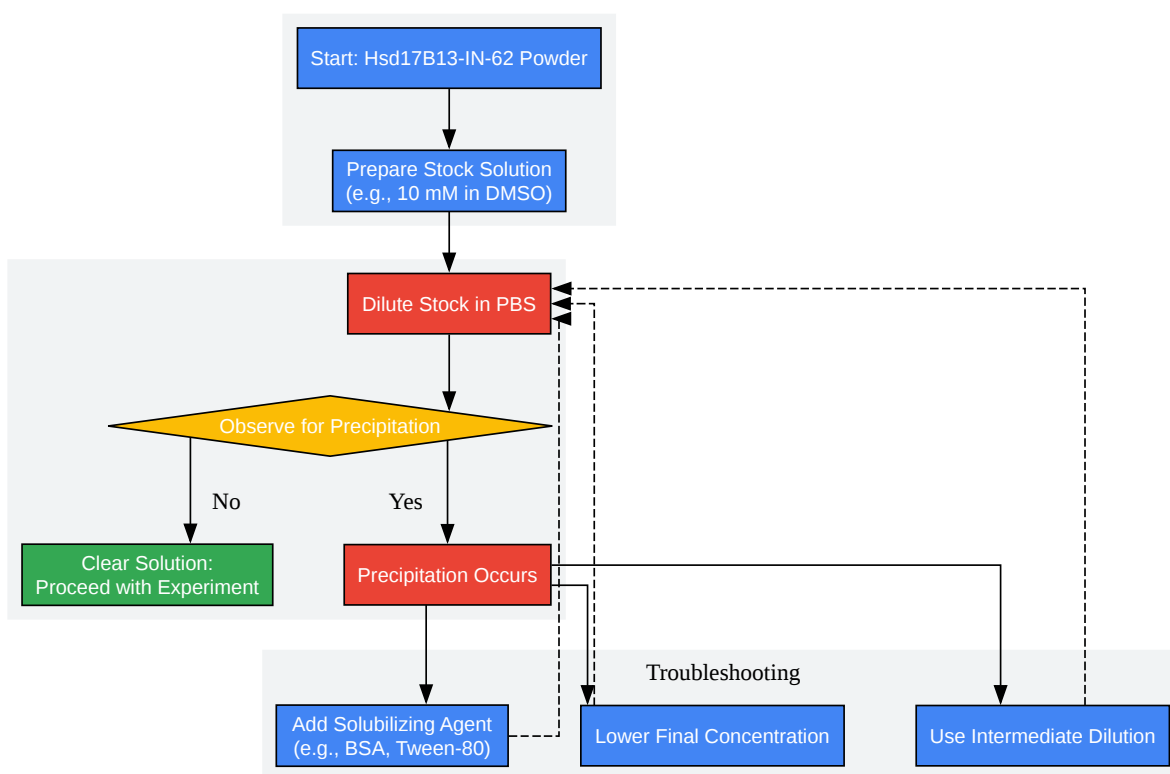 Start: Hsd17B13-IN-62 Powder
Prepare Stock Solution
(e.g., 10 mM in DMSO)
Dilute Stock in PBS
Observe for Precipitation
No
Yes
Clear Solution:
Proceed with Experiment
Precipitation Occurs
Troubleshooting
Add Solubilizing Agent
(e.g., BSA, Tween-80)
Lower Final Concentration
Use Intermediate Dilution